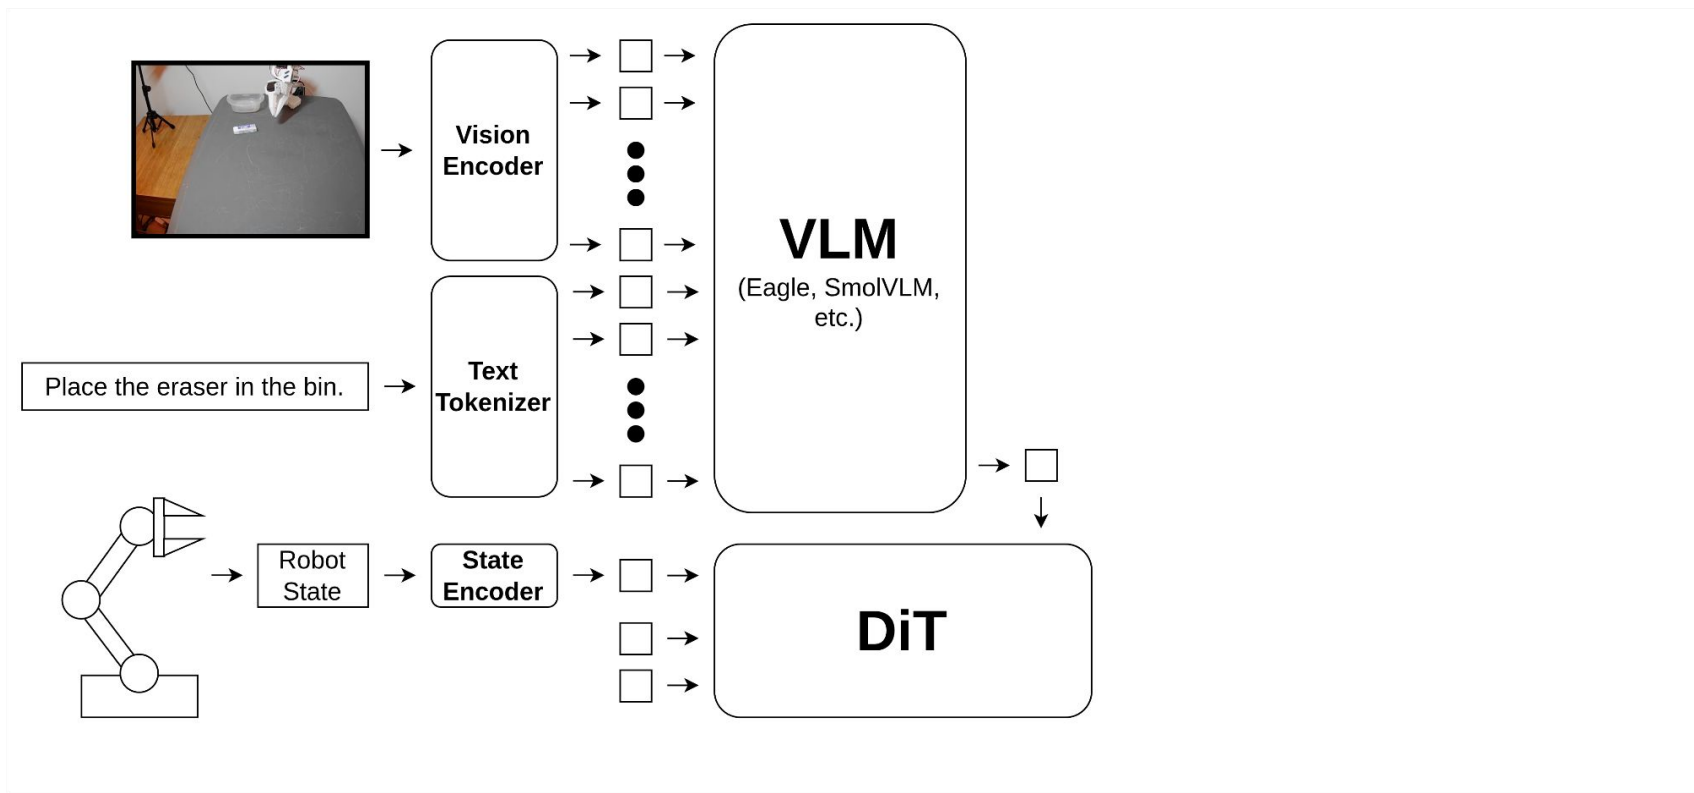 Vision
Encoder
VLM
(Eagle, SmolVLM,
etc.)
Place the eraser in the bin.
Text
Tokenizer
Robot
State
State
Encoder
DiT